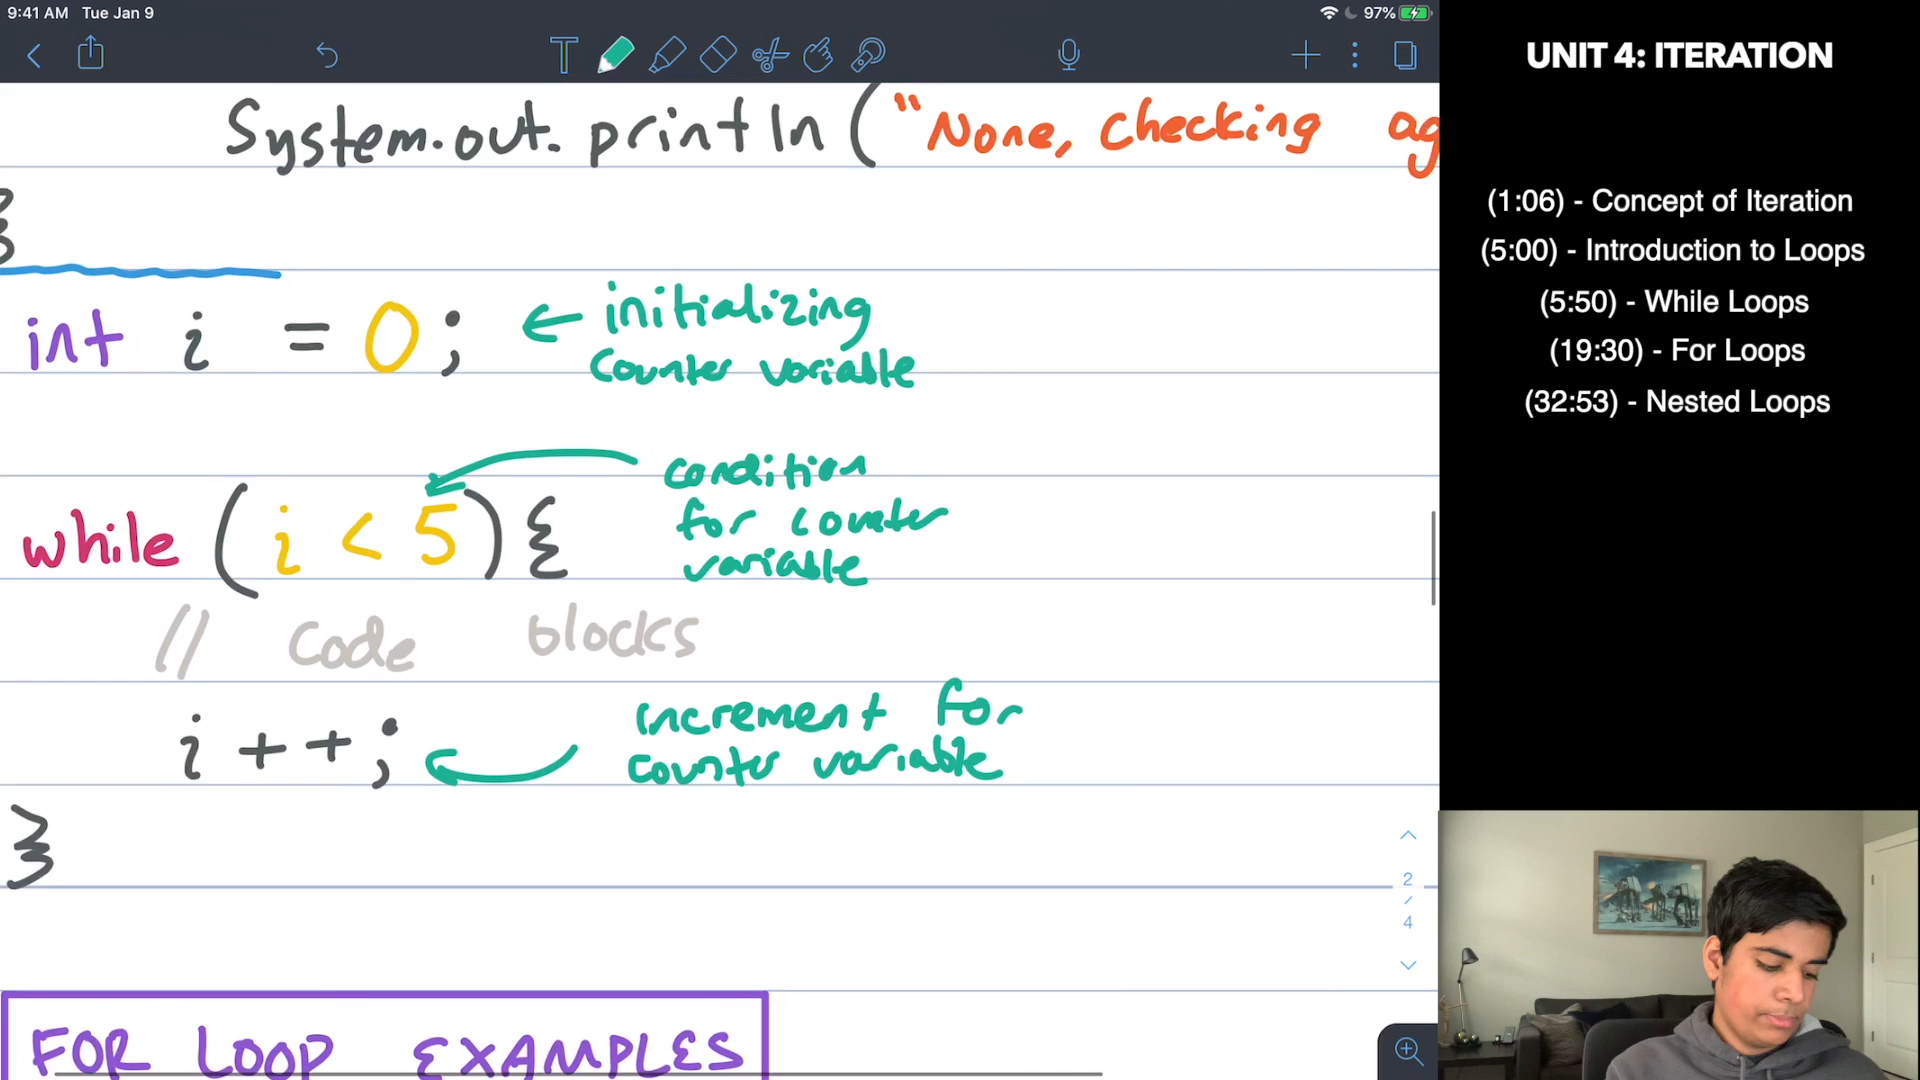 9:41 AM Tue Jan 9
97%
System.out.println("None, checking ag
}
int i = 0; ← initializing
counter variable
condition
for counter
variable
while (i < 5){
// Code blocks
i++;
increment for
counter variable
}
2
/
4
FOR LOOP EXAMPLES
UNIT 4: ITERATION
(1:06) - Concept of Iteration
(5:00) - Introduction to Loops
(5:50) - While Loops
(19:30) - For Loops
(32:53) - Nested Loops